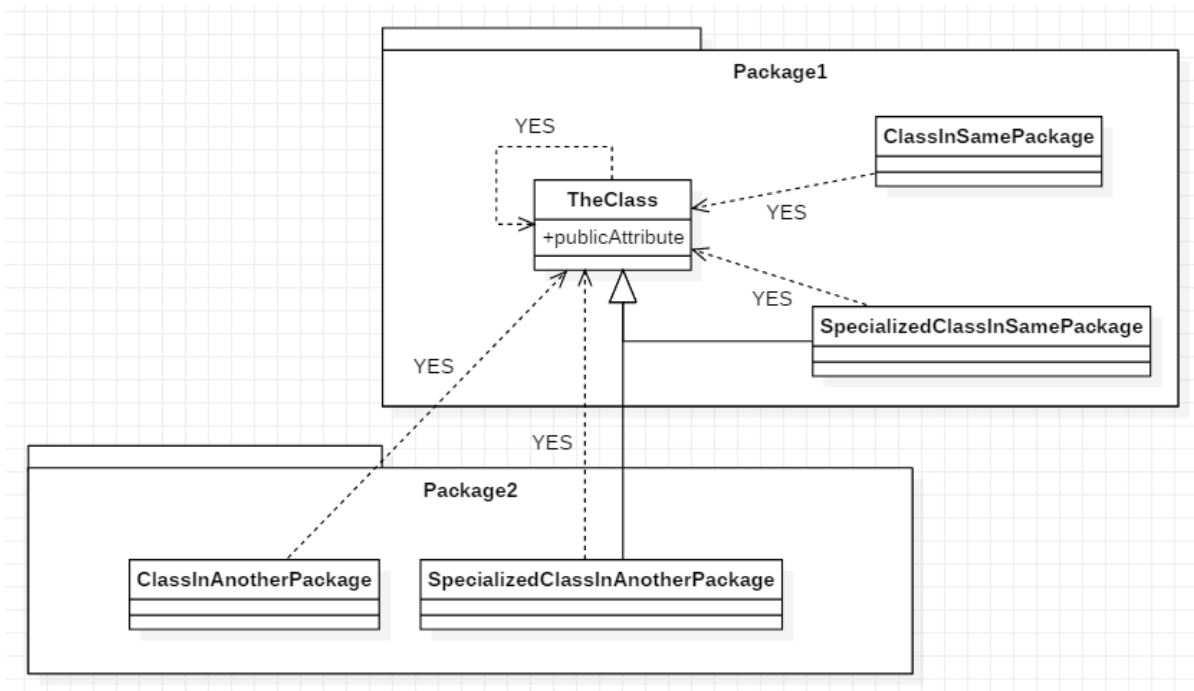 Package1
YES
ClassInSamePackage
TheClass
YES
+publicAttribute
YES
SpecializedClassInSamePackage
YES
YES
Package2
ClassInAnotherPackage
SpecializedClassInAnotherPackage